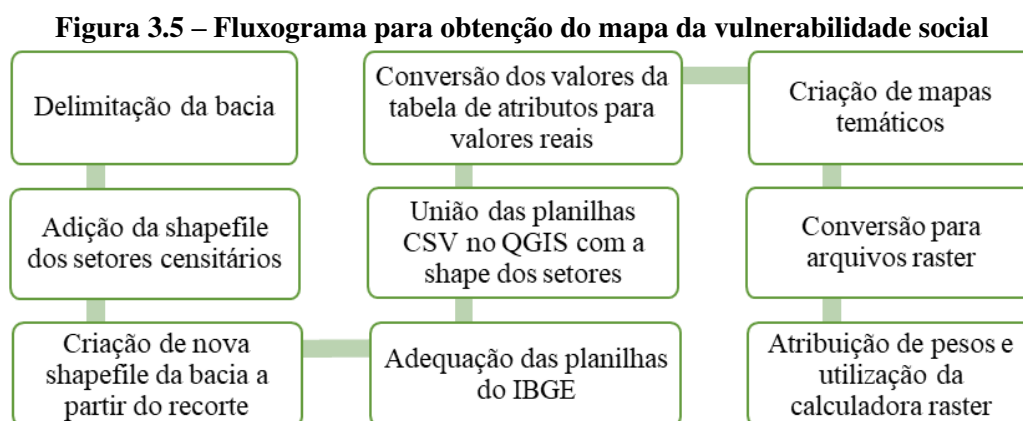 Figura 3.5 – Fluxograma para obtenção do mapa da vulnerabilidade social
Delimitação da bacia
Adição da shapefile
dos setores censitários
Criação de nova
shapefile da bacia a
partir do recorte
Adequação das planilhas
do IBGE
União das planilhas
CSV no QGIS com a
shape dos setores
Conversão dos valores da
tabela de atributos para
valores reais
Criação de mapas
temáticos
Conversão para
arquivos raster
Atribuição de pesos e
utilização da
calculadora raster